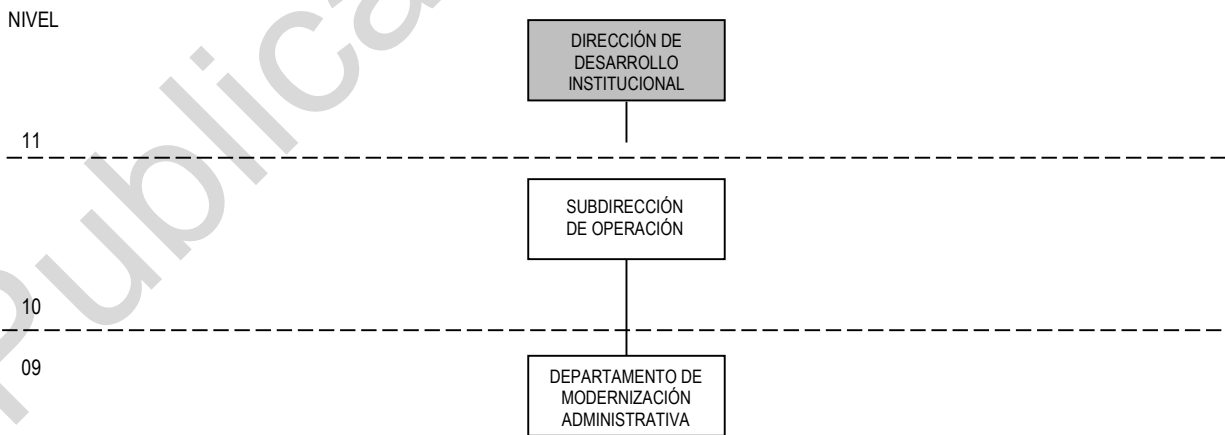 NIVEL
DIRECCIÓN DE
DESARROLLO
INSTITUCIONAL
11
SUBDIRECCIÓN
DE OPERACIÓN
10
09
DEPARTAMENTO DE
MODERNIZACIÓN
ADMINISTRATIVA